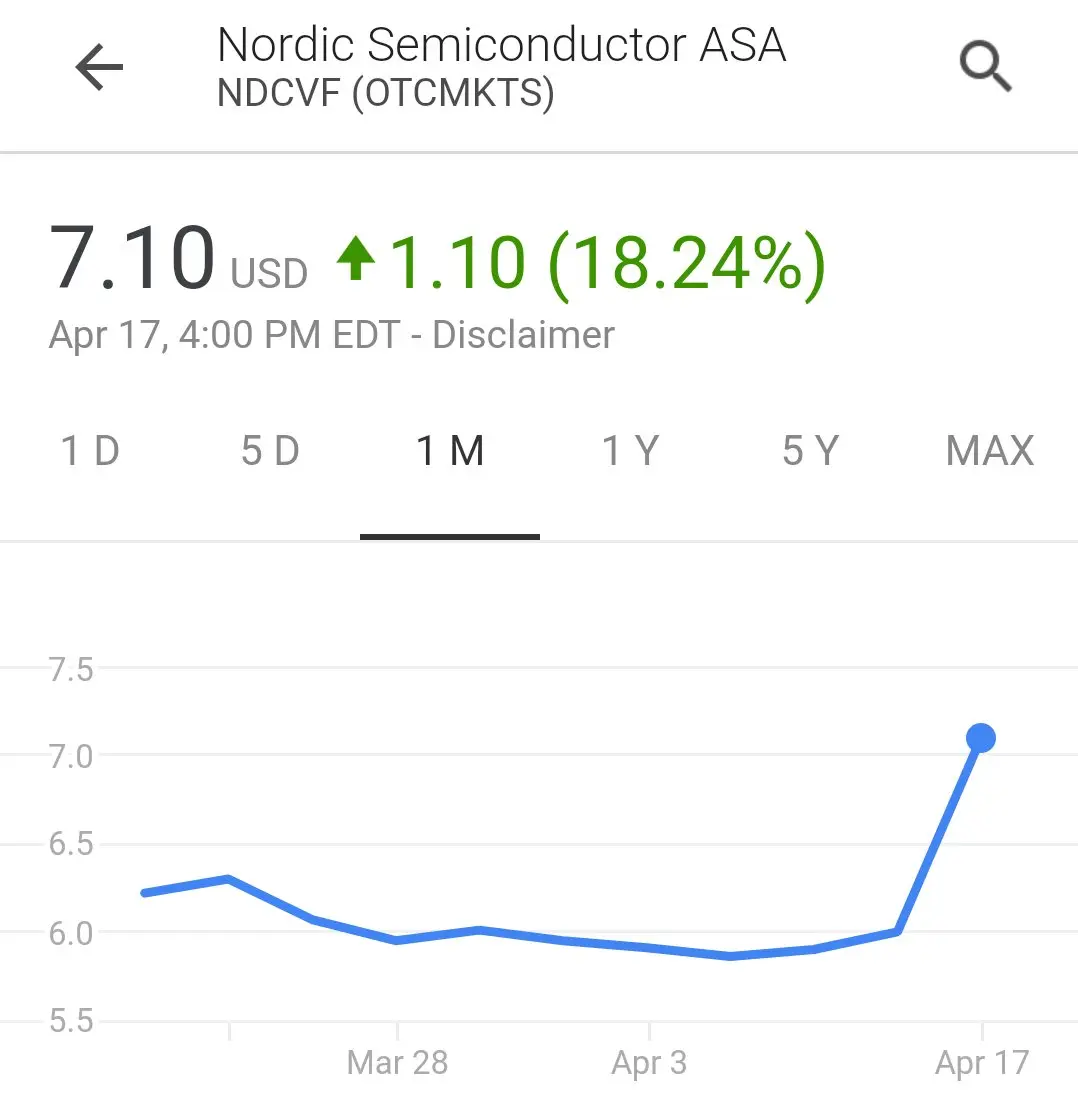 Nordic Semiconductor ASA
NDCVF (OTCMKTS)
7.10 USD 1.10 (18.24%)
Apr 17, 4:00 PM EDT - Disclaimer
1 D 5 D 1 M 1 Y 5 Y MAX
7.5
7.0
6.5
6.0
5.5
Mar 28 Apr 3 Apr 17